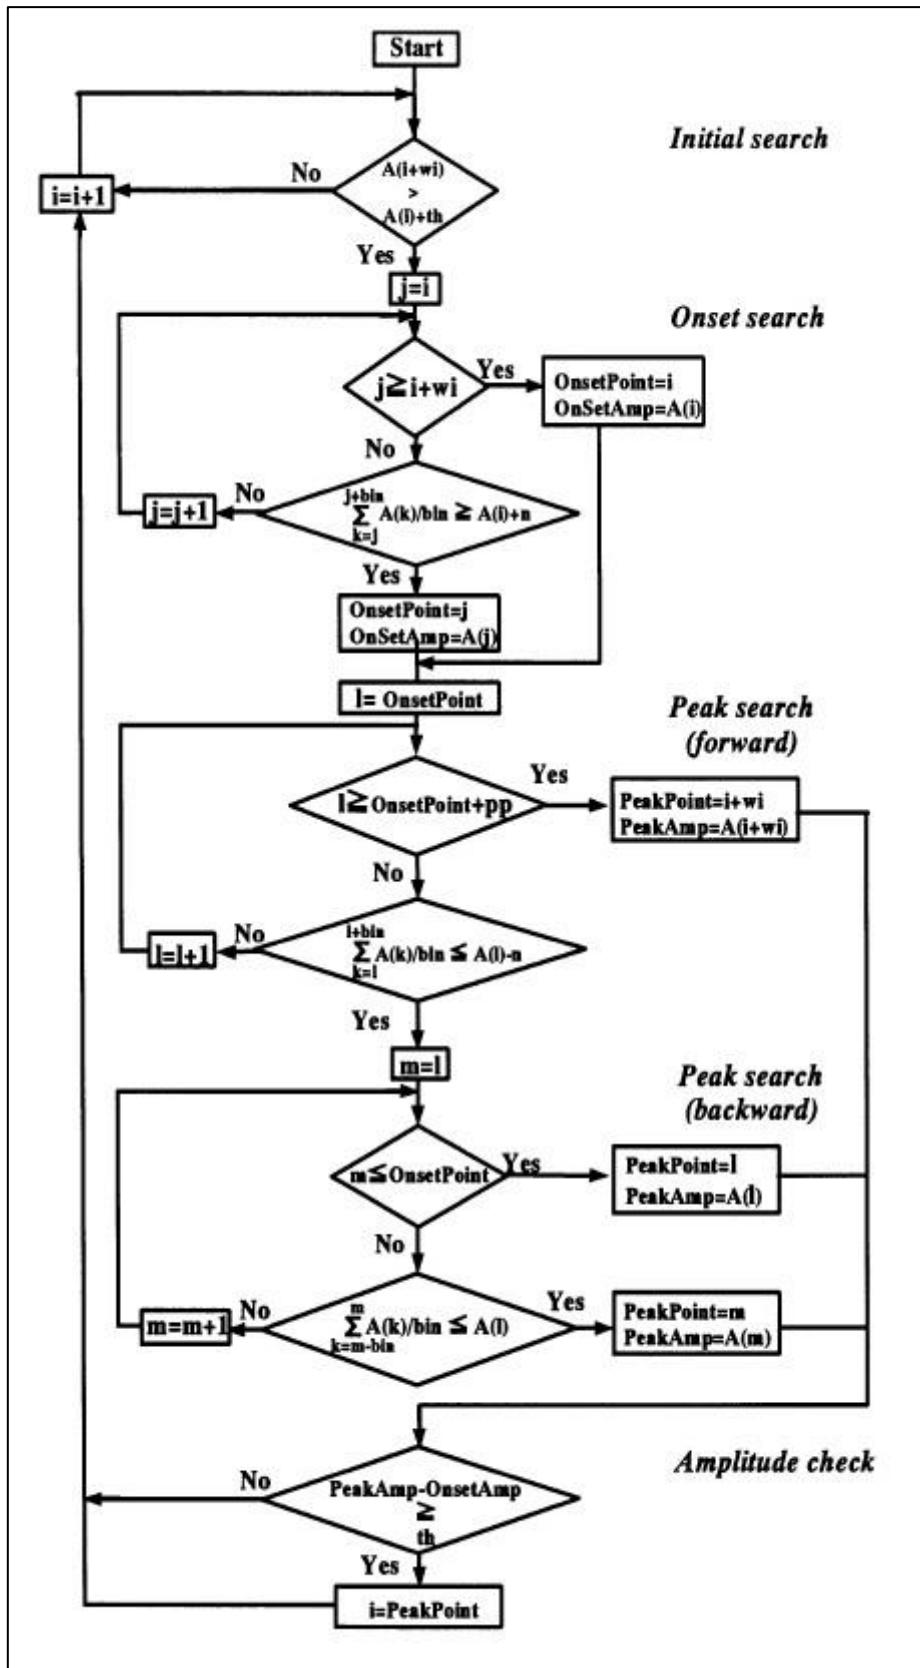 Start
Initial search
A(i+wi)
>
A(i)+th
No
i=i+1
Yes
j=i
Onset search
j≧i+wi
Yes
OnsetPoint=i
OnSetAmp=A(i)
No
j+bin
Σ A(k)/bin ≧ A(i)+n
k=j
No
j=j+1
Yes
OnsetPoint=j
OnSetAmp=A(j)
l= OnsetPoint
Peak search
(forward)
l≧OnsetPoint+pp
Yes
PeakPoint=i+wi
PeakAmp=A(i+wi)
No
l+bin
Σ A(k)/bin ≦ A(l)-n
k=l
No
l=l+1
Yes
m=l
Peak search
(backward)
m≦OnsetPoint
Yes
PeakPoint=l
PeakAmp=A(l)
No
m
Σ A(k)/bin ≦ A(l)
k=m-bin
No
m=m+1
Yes
PeakPoint=m
PeakAmp=A(m)
Amplitude check
PeakAmp-OnsetAmp
≧
th
No
Yes
i=PeakPoint